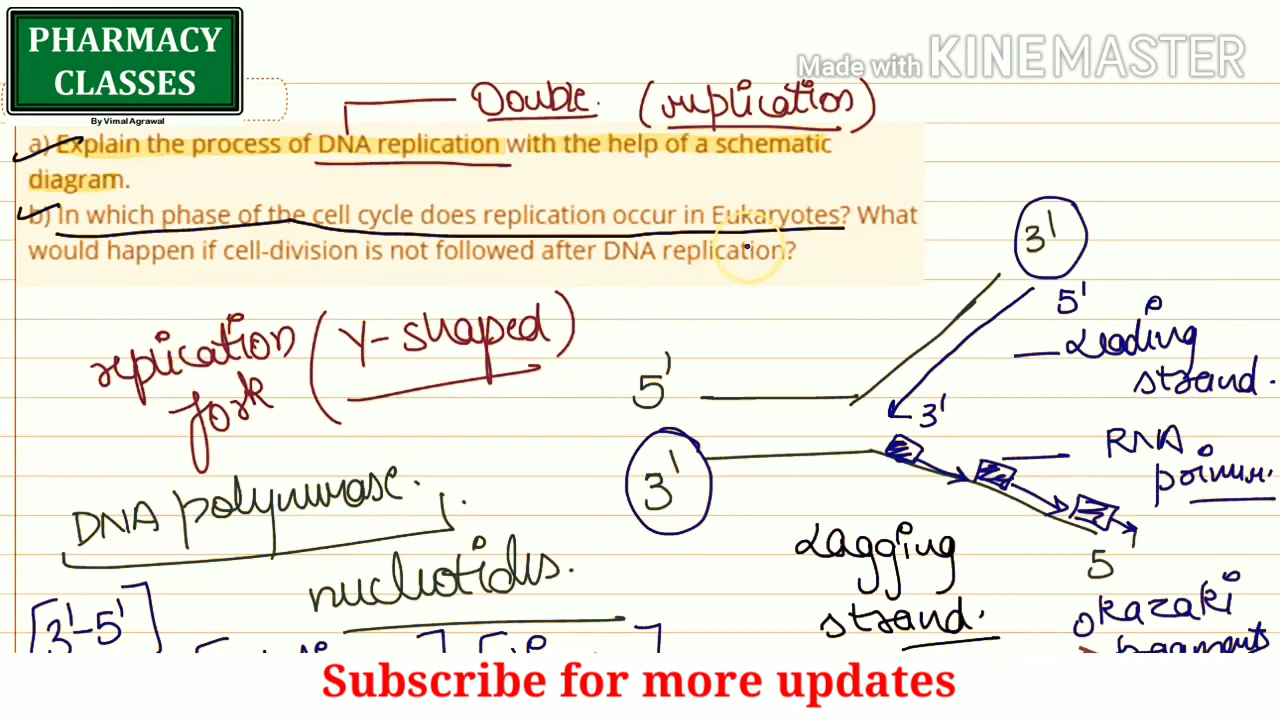 PHARMACY
CLASSES
By Vimal Agrawal
Made with KINEMASTER
Double. (replication)
a) Explain the process of DNA replication with the help of a schematic
diagram.
b) In which phase of the cell cycle does replication occur in Eukaryotes? What
would happen if cell-division is not followed after DNA replication?
3'
5'
Leading
strand.
replication
fork
(Y-shaped)
5'
3'
3'
RNA
primer.
DNA polymerase.
Lagging
strand.
5
nucleotides.
okazaki
fragments
[3'-5']
Subscribe for more updates